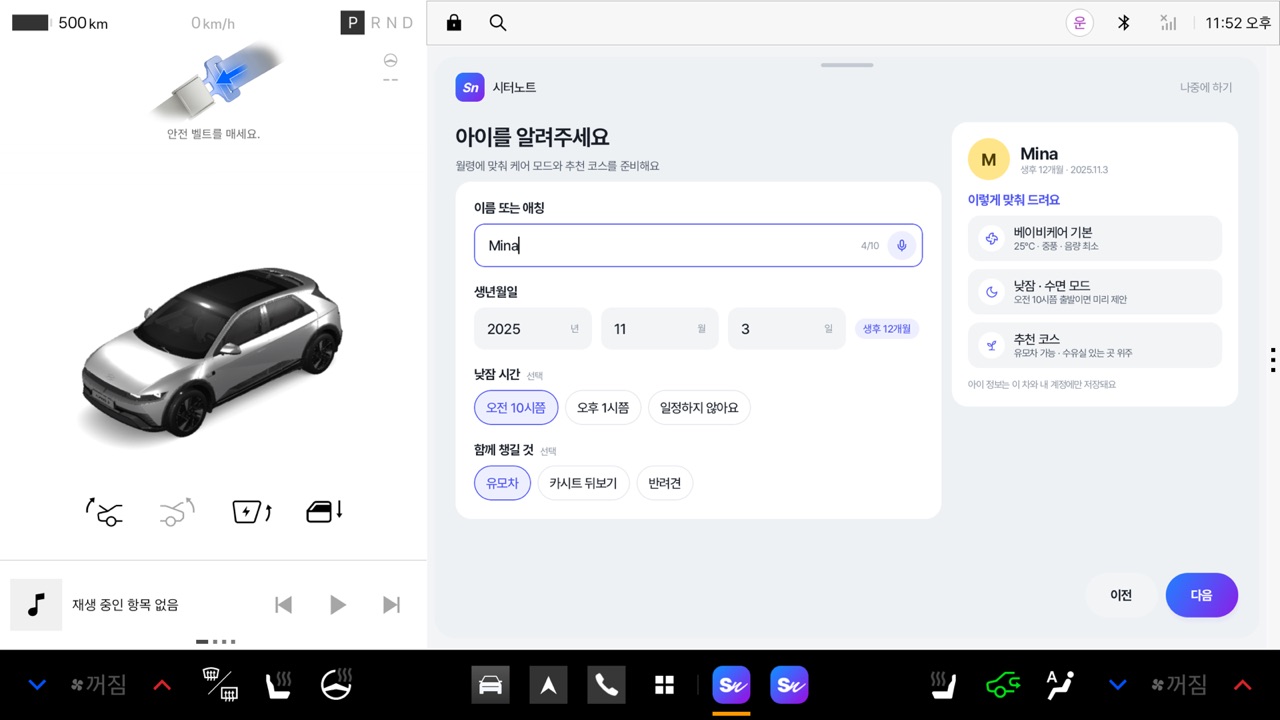 500 km
0 km/h
P R N D
운
11:52 오후
안전 벨트를 매세요.
--
Sn 시터노트
나중에 하기
아이를 알려주세요
월령에 맞춰 케어 모드와 추천 코스를 준비해요
이름 또는 애칭
Mina
4/10
생년월일
2025 년
11 월
3 일
생후 12개월
낮잠 시간 선택
오전 10시쯤
오후 1시쯤
일정하지 않아요
함께 챙길 것 선택
유모차
카시트 뒤보기
반려견
M
Mina
생후 12개월 · 2025.11.3
이렇게 맞춰 드려요
베이비케어 기본
25°C · 중풍 · 음량 최소
낮잠 · 수면 모드
오전 10시쯤 출발이면 미리 제안
추천 코스
유모차 가능 · 수유실 있는 곳 위주
아이 정보는 이 차와 내 계정에만 저장돼요
이전
다음
재생 중인 항목 없음
꺼짐
Sn
Sn
A
꺼짐